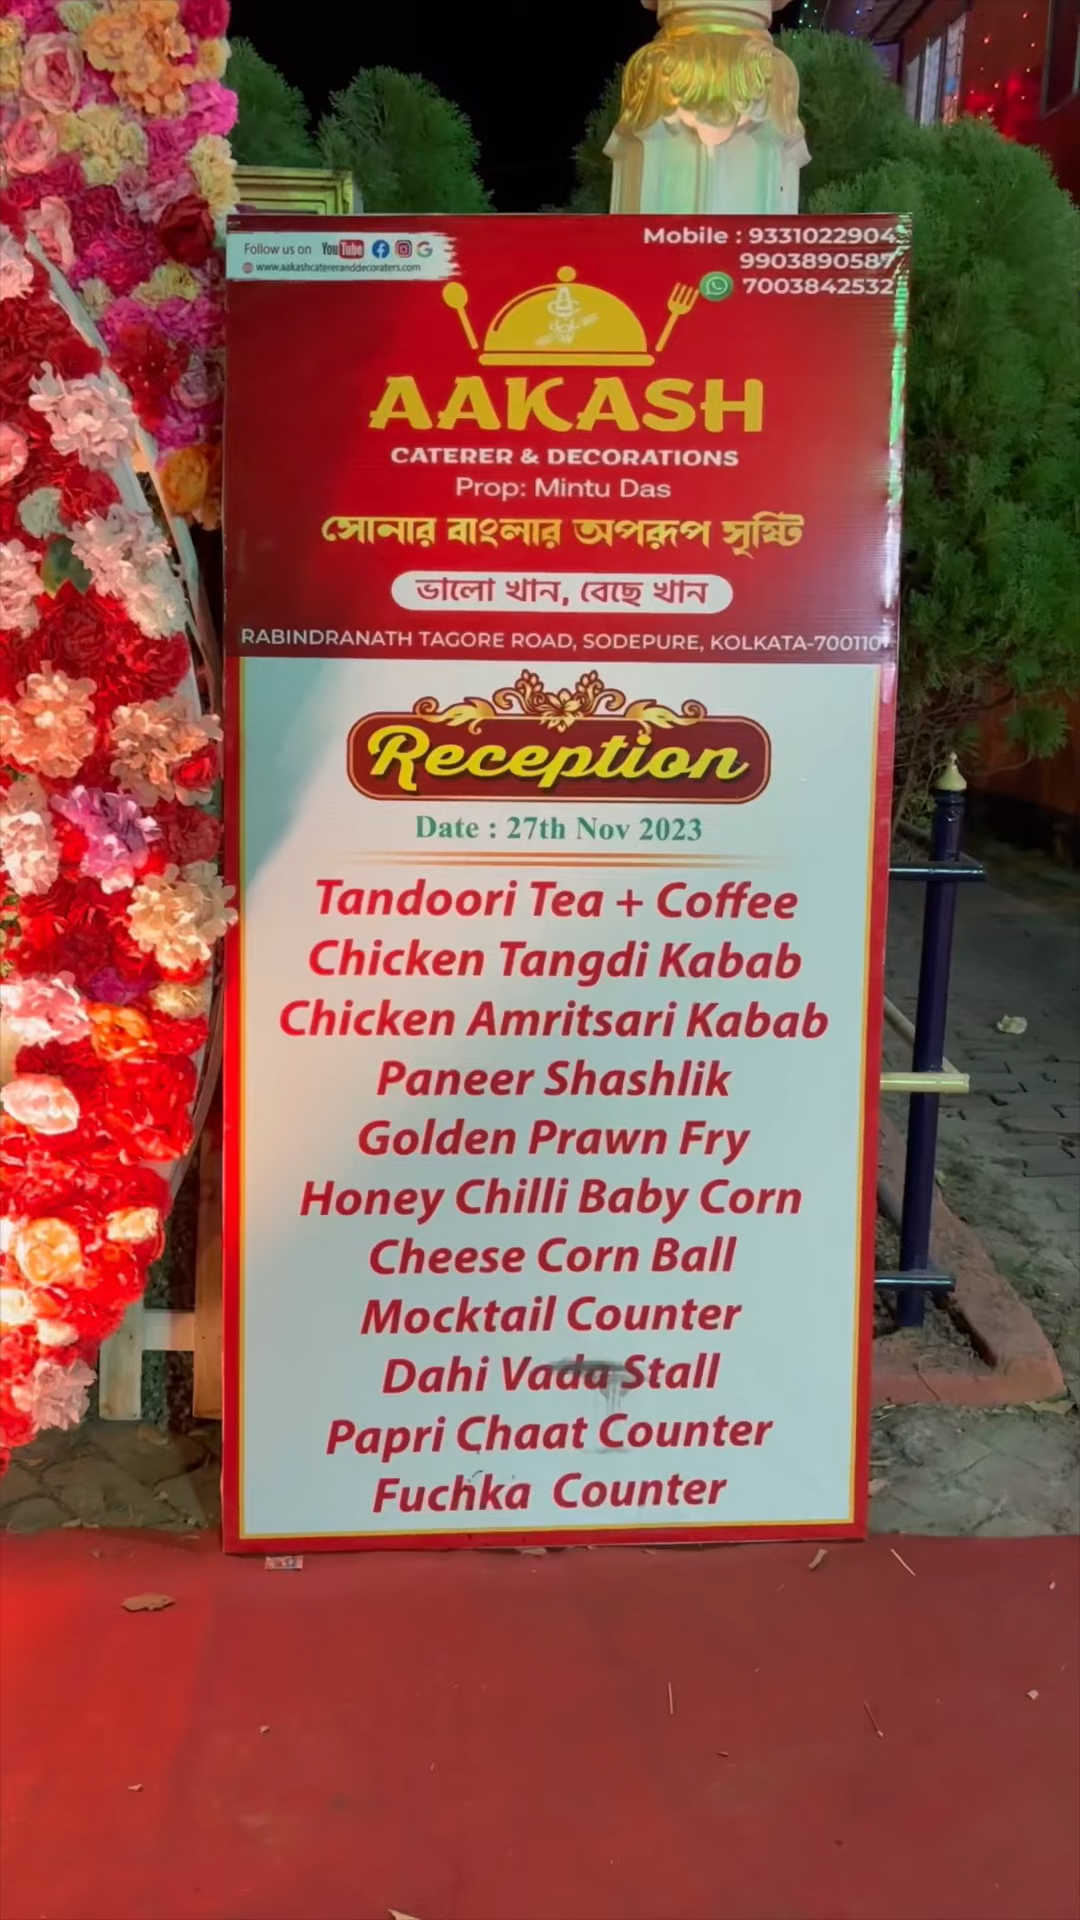 Follow us on YouTube
www.aakashcatereranddecoraters.com
Mobile : 9331022904
9903890587
7003842532
AAKASH
CATERER & DECORATIONS
Prop: Mintu Das
সোনার বাংলার অপরূপ সৃষ্টি
ভালো খান, বেছে খান
RABINDRANATH TAGORE ROAD, SODEPURE, KOLKATA-700110
Reception
Date : 27th Nov 2023
Tandoori Tea + Coffee
Chicken Tangdi Kabab
Chicken Amritsari Kabab
Paneer Shashlik
Golden Prawn Fry
Honey Chilli Baby Corn
Cheese Corn Ball
Mocktail Counter
Dahi Vada Stall
Papri Chaat Counter
Fuchka Counter